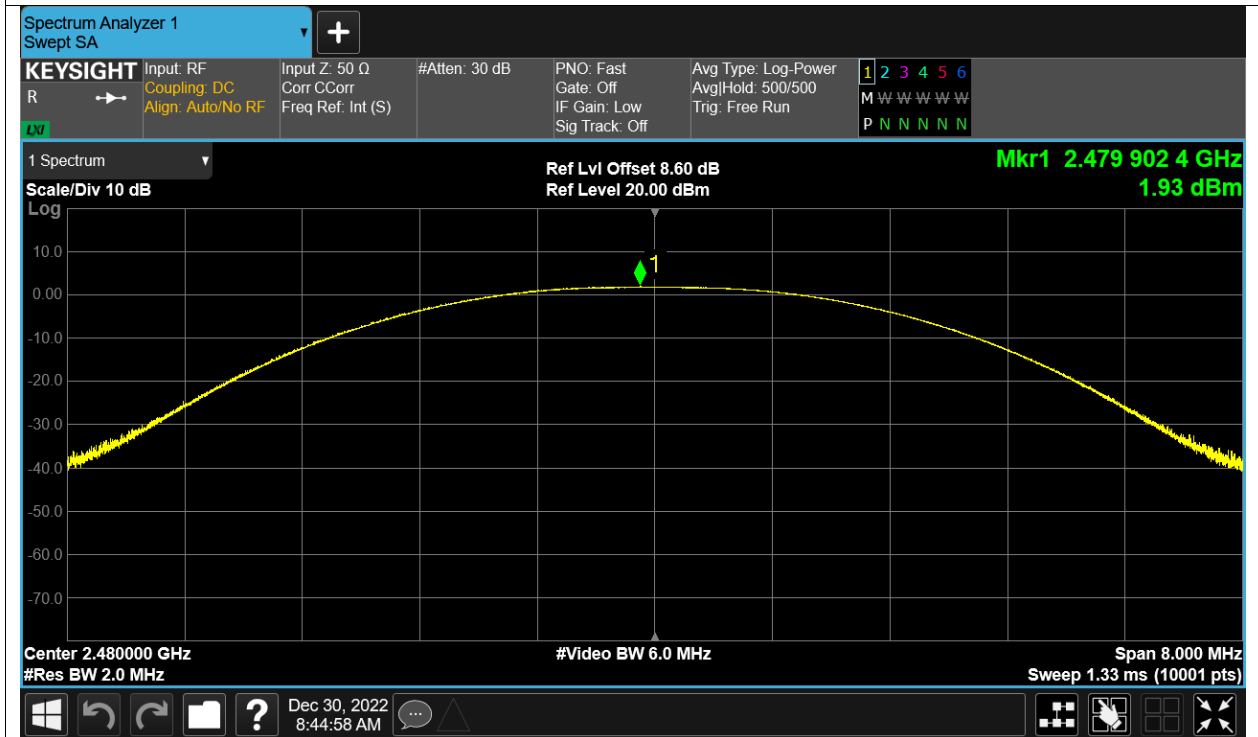 Spectrum Analyzer 1
Swept SA
KEYSIGHT
R
LXI
Input: RF
Coupling: DC
Align: Auto/No RF
Input Z: 50 Ω
Corr CCorr
Freq Ref: Int (S)
#Atten: 30 dB
PNO: Fast
Gate: Off
IF Gain: Low
Sig Track: Off
Avg Type: Log-Power
Avg|Hold: 500/500
Trig: Free Run
1 2 3 4 5 6
M W W W W W
P N N N N N N
1 Spectrum
Scale/Div 10 dB
Log
Ref Lvl Offset 8.60 dB
Ref Level 20.00 dBm
Mkr1 2.479 902 4 GHz
1.93 dBm
10.0
1
0.00
-10.0
-20.0
-30.0
-40.0
-50.0
-60.0
-70.0
Center 2.480000 GHz
#Res BW 2.0 MHz
#Video BW 6.0 MHz
Span 8.000 MHz
Sweep 1.33 ms (10001 pts)
?
Dec 30, 2022
8:44:58 AM